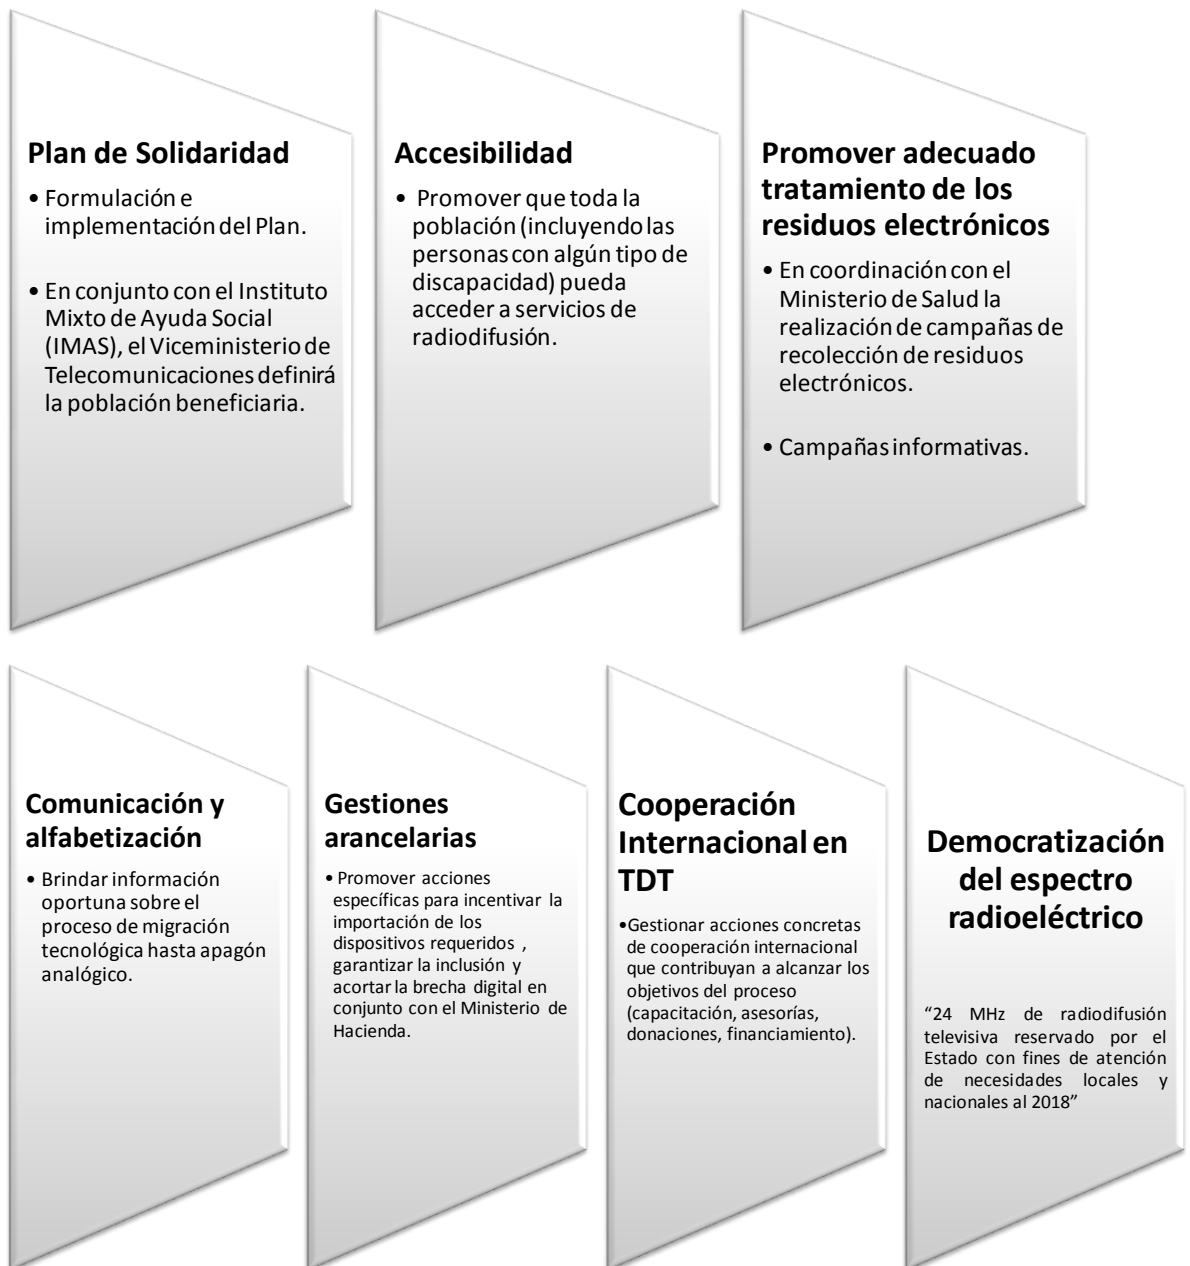 Plan de Solidaridad
• Formulación e
implementación del Plan.
• En conjunto con el Instituto
Mixto de Ayuda Social
(IMAS), el Viceministerio de
Telecomunicaciones definirá
la población beneficiaria.
Accesibilidad
• Promover que toda la
población (incluyendo las
personas con algún tipo de
discapacidad) pueda
acceder a servicios de
radiodifusión.
Promover adecuado
tratamiento de los
residuos electrónicos
• En coordinación con el
Ministerio de Salud la
realización de campañas de
recolección de residuos
electrónicos.
• Campañas informativas.
Comunicación y
alfabetización
• Brindar información
oportuna sobre el
proceso de migración
tecnológica hasta apagón
analógico.
Gestiones
arancelarias
• Promover acciones
específicas para incentivar la
importación de los
dispositivos requeridos ,
garantizar la inclusión y
acortar la brecha digital en
conjunto con el Ministerio de
Hacienda.
Cooperación
Internacional en
TDT
•Gestionar acciones concretas
de cooperación internacional
que contribuyan a alcanzar los
objetivos del proceso
(capacitación, asesorías,
donaciones, financiamiento).
Democratización
del espectro
radioeléctrico
“24 MHz de radiodifusión
televisiva reservado por el
Estado con fines de atención
de necesidades locales y
nacionales al 2018”